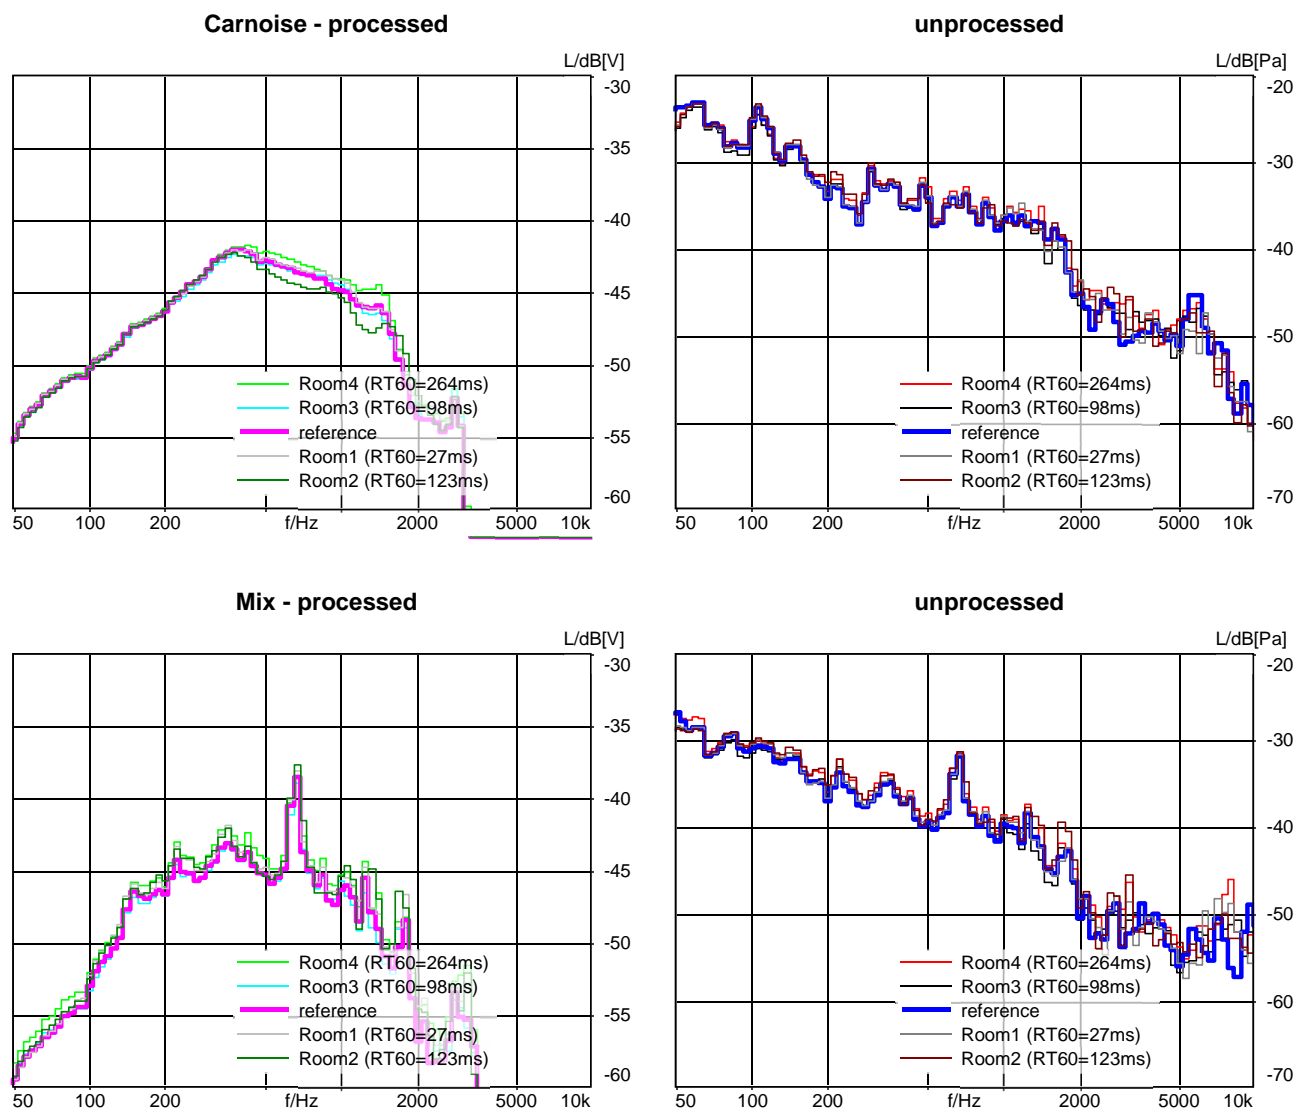 Carnoise - processed
unprocessed
L/dB[V]
L/dB[Pa]
-30
-20
-35
-30
-40
-45
-40
-50
-50
Room4 (RT60=264ms)
Room4 (RT60=264ms)
Room3 (RT60=98ms)
Room3 (RT60=98ms)
-60
reference
reference
-55
Room1 (RT60=27ms)
Room1 (RT60=27ms)
Room2 (RT60=123ms)
Room2 (RT60=123ms)
-60
-70
50 100 200 f/Hz 2000 5000 10k
50 100 200 f/Hz 2000 5000 10k
Mix - processed
unprocessed
L/dB[V]
L/dB[Pa]
-30
-20
-35
-30
-40
-40
-45
-50
-50
Room4 (RT60=264ms)
Room4 (RT60=264ms)
Room3 (RT60=98ms)
Room3 (RT60=98ms)
-60
reference
reference
-55
Room1 (RT60=27ms)
Room1 (RT60=27ms)
Room2 (RT60=123ms)
Room2 (RT60=123ms)
-60
-70
50 100 200 f/Hz 2000 5000 10k
50 100 200 f/Hz 2000 5000 10k